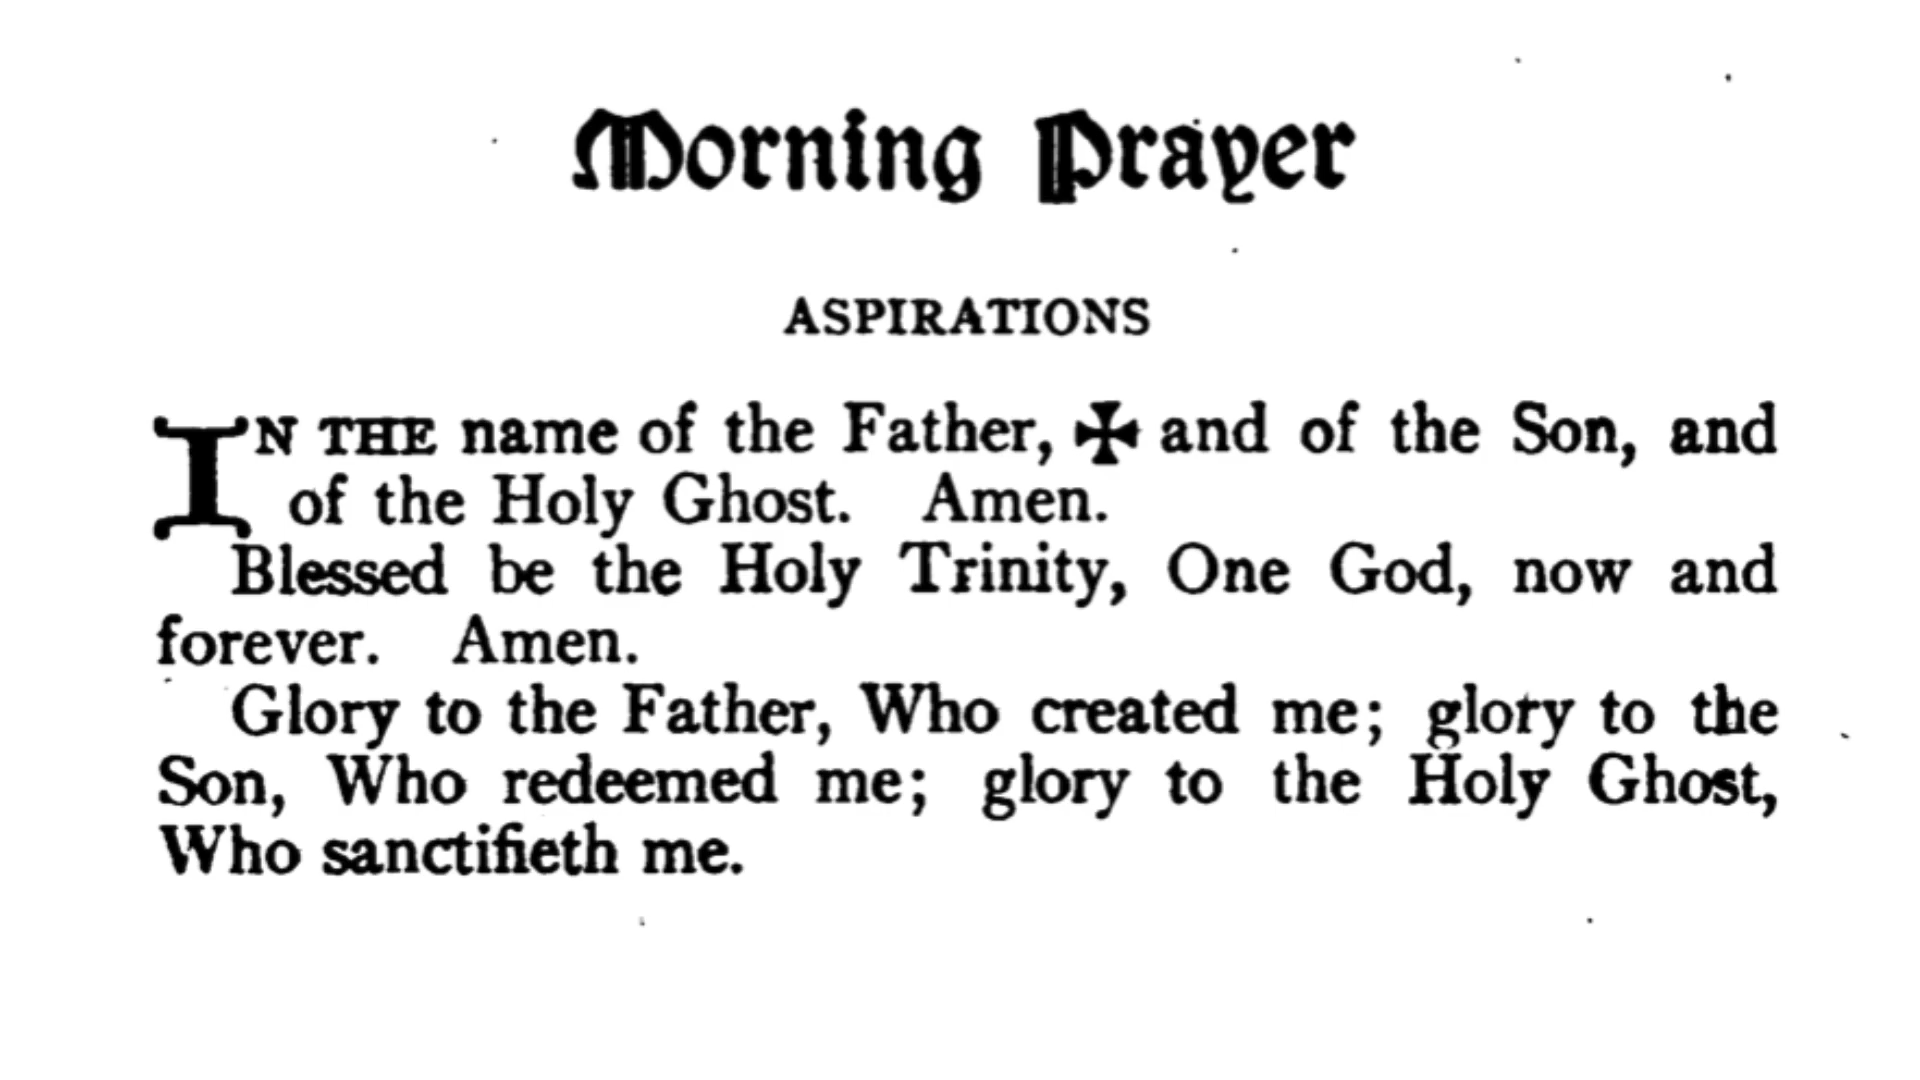 Morning Prayer
ASPIRATIONS
IN THE name of the Father, ✠ and of the Son, and
of the Holy Ghost. Amen.
Blessed be the Holy Trinity, One God, now and
forever. Amen.
Glory to the Father, Who created me; glory to the
Son, Who redeemed me; glory to the Holy Ghost,
Who sanctifieth me.